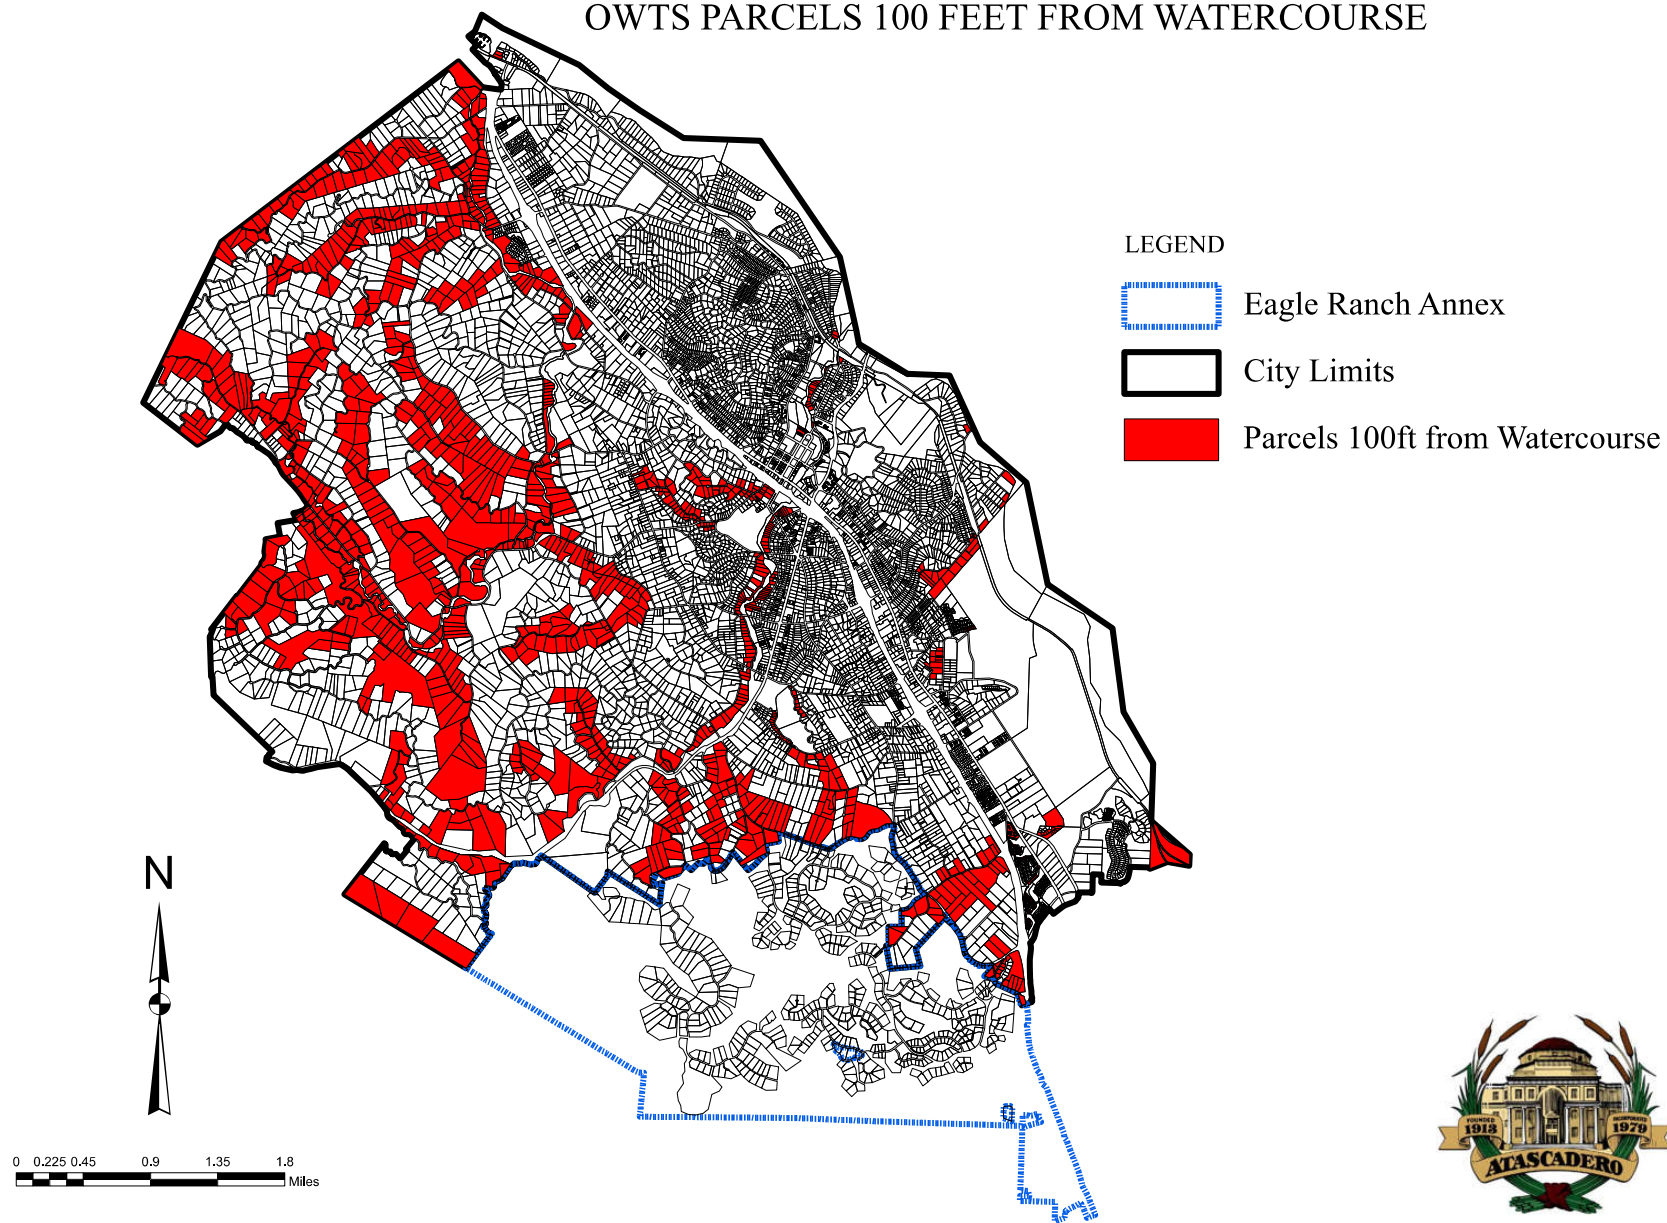 OWTS PARCELS 100 FEET FROM WATERCOURSE
LEGEND
Eagle Ranch Annex
City Limits
Parcels 100ft from Watercourse
N
0 0.225 0.45 0.9 1.35 1.8
Miles
FOUNDED
1913
INCORPORATED
1979
ATASCADERO